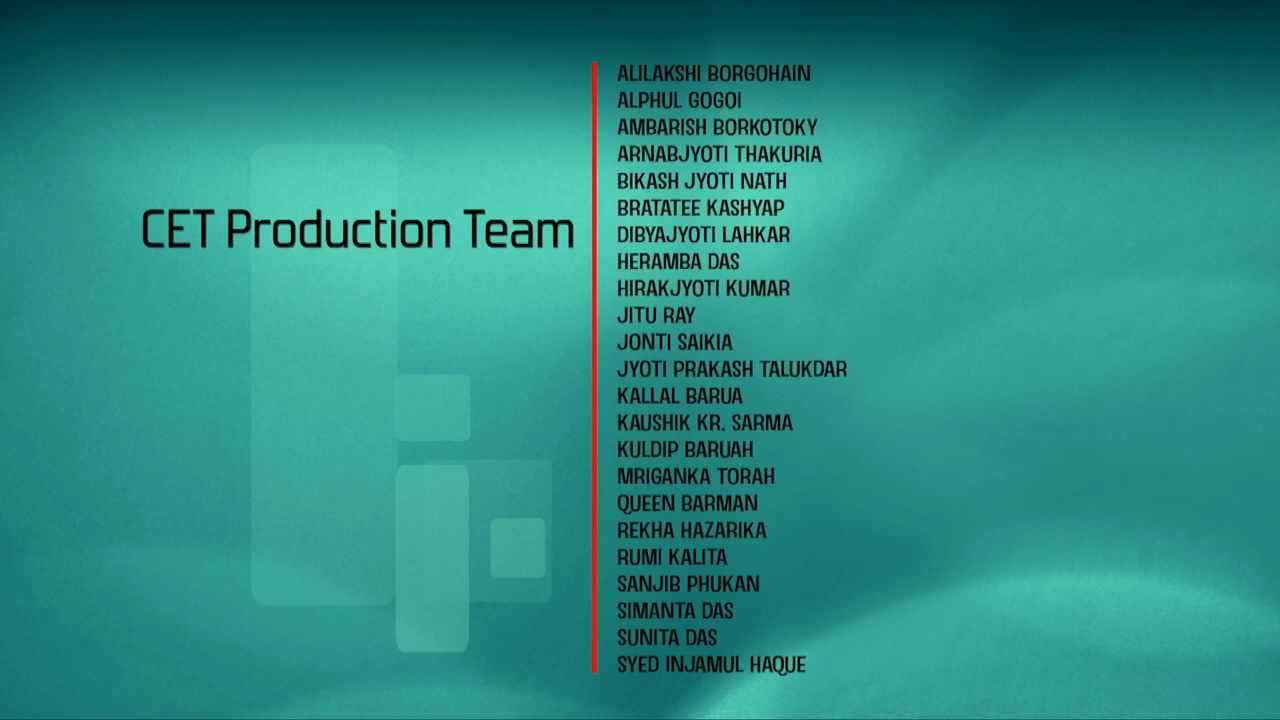 CET Production Team
ALILAKSHI BORGOHAIN
ALPHUL GOGOI
AMBARISH BORKOTOKY
ARNABJYOTI THAKURIA
BIKASH JYOTI NATH
BRATATEE KASHYAP
DIBYAJYOTI LAHKAR
HERAMBA DAS
HIRAKJYOTI KUMAR
JITU RAY
JONTI SAIKIA
JYOTI PRAKASH TALUKDAR
KALLAL BARUA
KAUSHIK KR. SARMA
KULDIP BARUAH
MRIGANKA TORAH
QUEEN BARMAN
REKHA HAZARIKA
RUMI KALITA
SANJIB PHUKAN
SIMANTA DAS
SUNITA DAS
SYED INJAMUL HAQUE